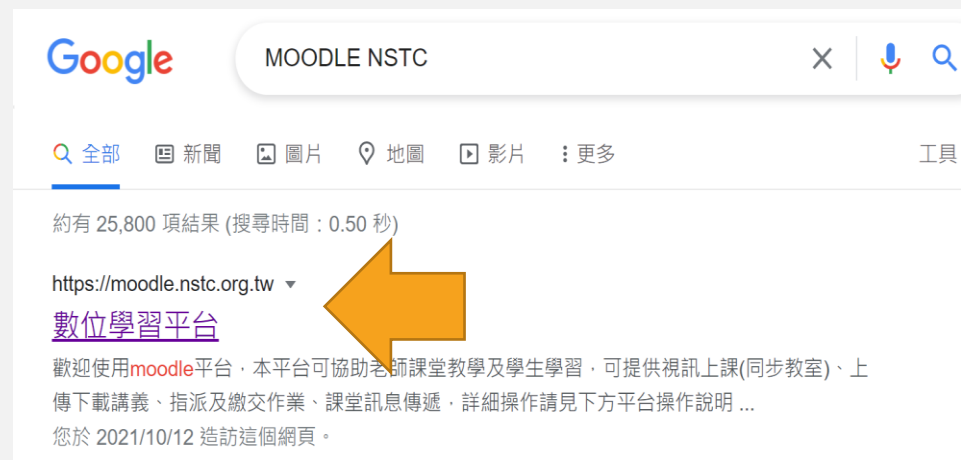 Google
MOODLE NSTC
全部 新聞 圖片 地圖 影片 更多 工具
約有 25,800 項結果 (搜尋時間：0.50 秒)
https://moodle.nstc.org.tw
數位學習平台
歡迎使用moodle平台，本平台可協助老師課堂教學及學生學習，可提供視訊上課(同步教室)、上
傳下載講義、指派及繳交作業、課堂訊息傳遞，詳細操作請見下方平台操作說明 ...
您於 2021/10/12 造訪這個網頁。